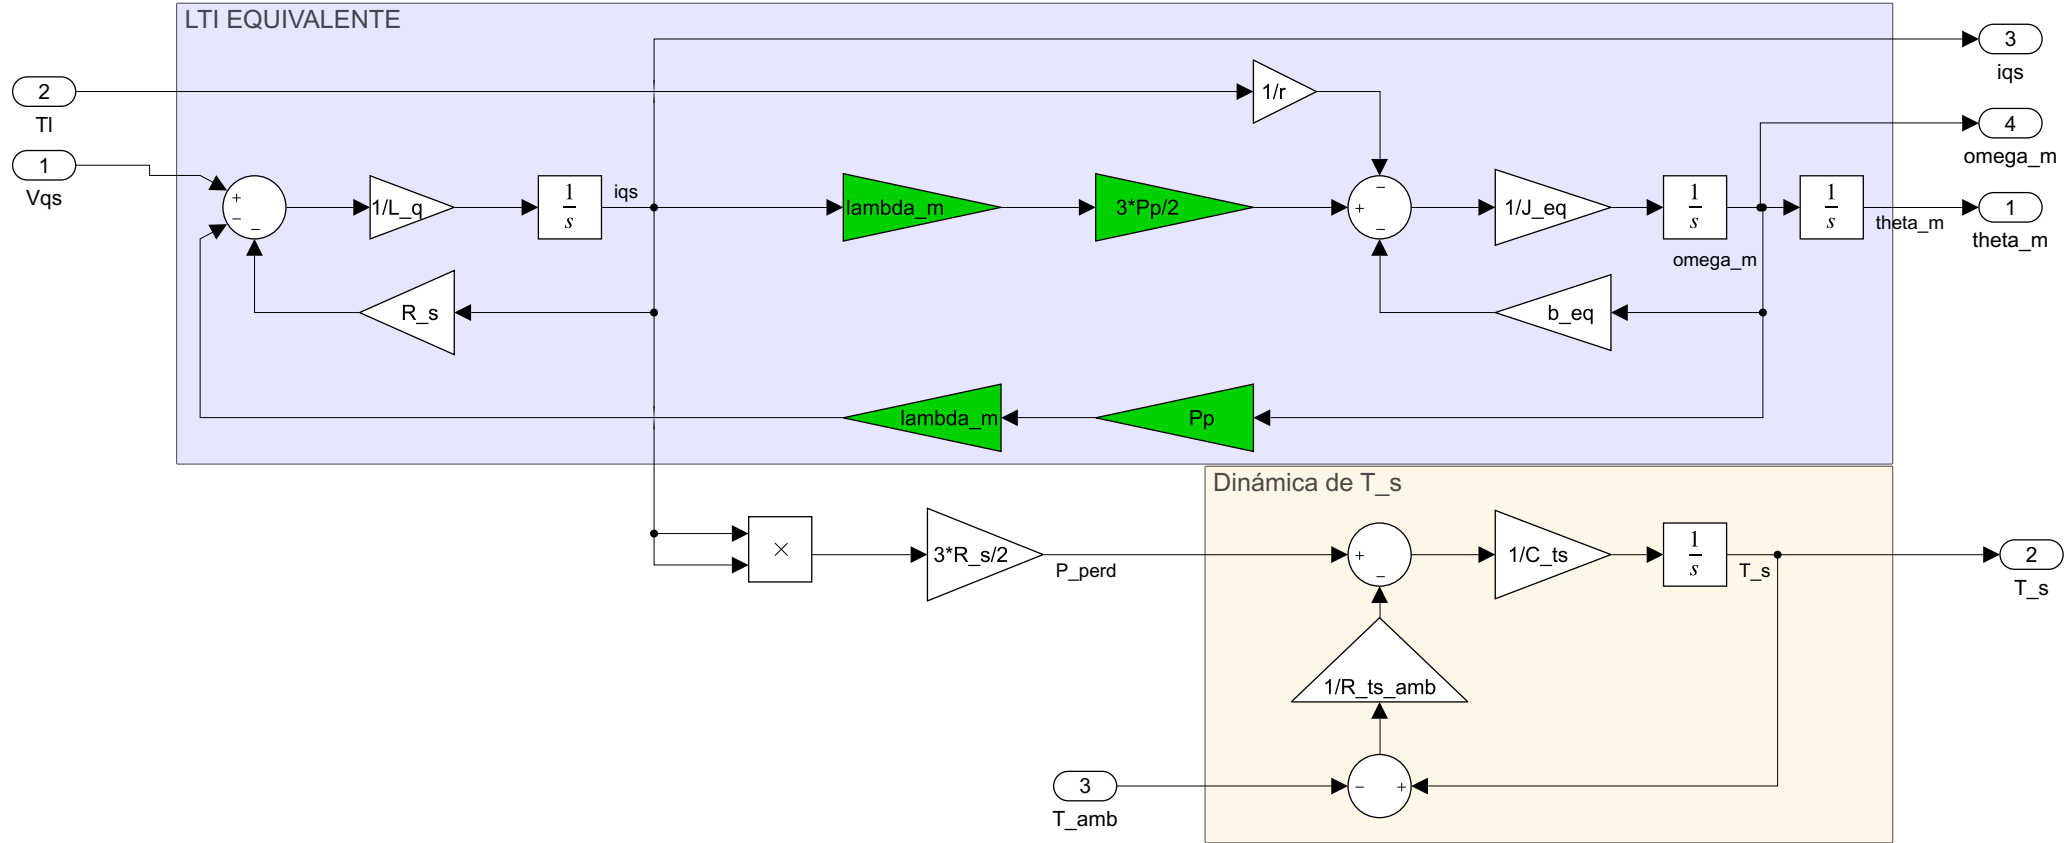 LTI EQUIVALENTE
3
iqs
2
Tl
1/r
4
omega_m
1
Vqs
+
−
−
1/L_q
1
s
iqs
lambda_m
3*Pp/2
−
+
−
1/J_eq
1
s
omega_m
1
s
theta_m
1
theta_m
R_s
b_eq
lambda_m
Pp
Dinámica de T_s
×
3*R_s/2
P_perd
+
−
1/C_ts
1
s
T_s
2
T_s
1/R_ts_amb
3
T_amb
−
+